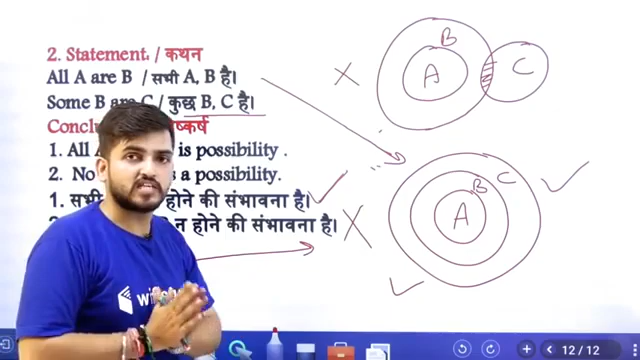 2. Statement. / कथन
All A are B / सभी A, B है।
Some B are C / कुछ B, C है।
1. All is possibility .
2. No a possibility.
1. सभी होने की संभावना है।
न होने की संभावना है।
B
A
C
C
B
A
12 / 12